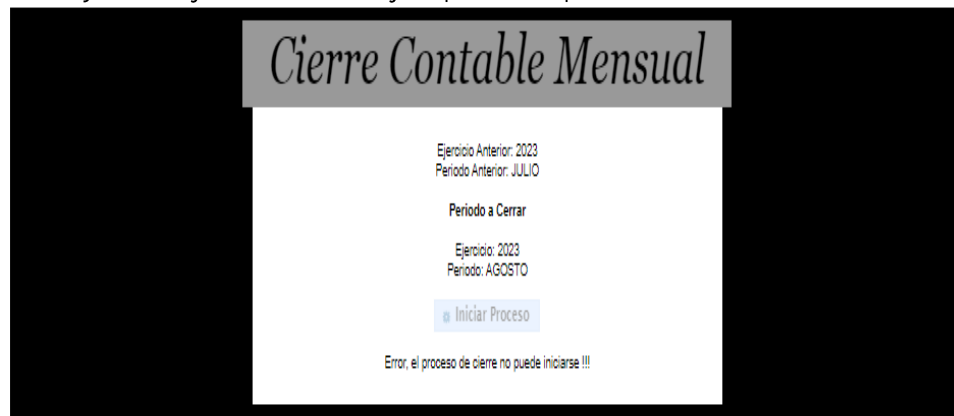 Cierre Contable Mensual
Ejercicio Anterior: 2023
Periodo Anterior: JULIO
Periodo a Cerrar
Ejercicio: 2023
Periodo: AGOSTO
Iniciar Proceso
Error, el proceso de cierre no puede iniciarse !!!